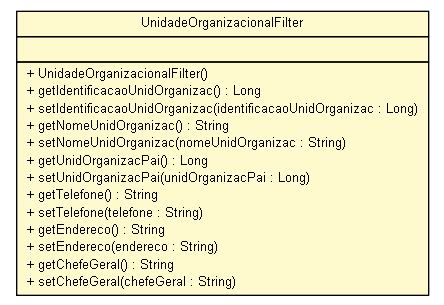 UnidadeOrganizacionalFilter
+ UnidadeOrganizacionalFilter()
+ getIdentificacaoUnidOrganizac() : Long
+ setIdentificacaoUnidOrganizac(identificacaoUnidOrganizac : Long)
+ getNomeUnidOrganizac() : String
+ setNomeUnidOrganizac(nomeUnidOrganizac : String)
+ getUnidOrganizacPai() : Long
+ setUnidOrganizacPai(unidOrganizacPai : Long)
+ getTelefone() : String
+ setTelefone(telefone : String)
+ getEndereco() : String
+ setEndereco(endereco : String)
+ getChefeGeral() : String
+ setChefeGeral(chefeGeral : String)